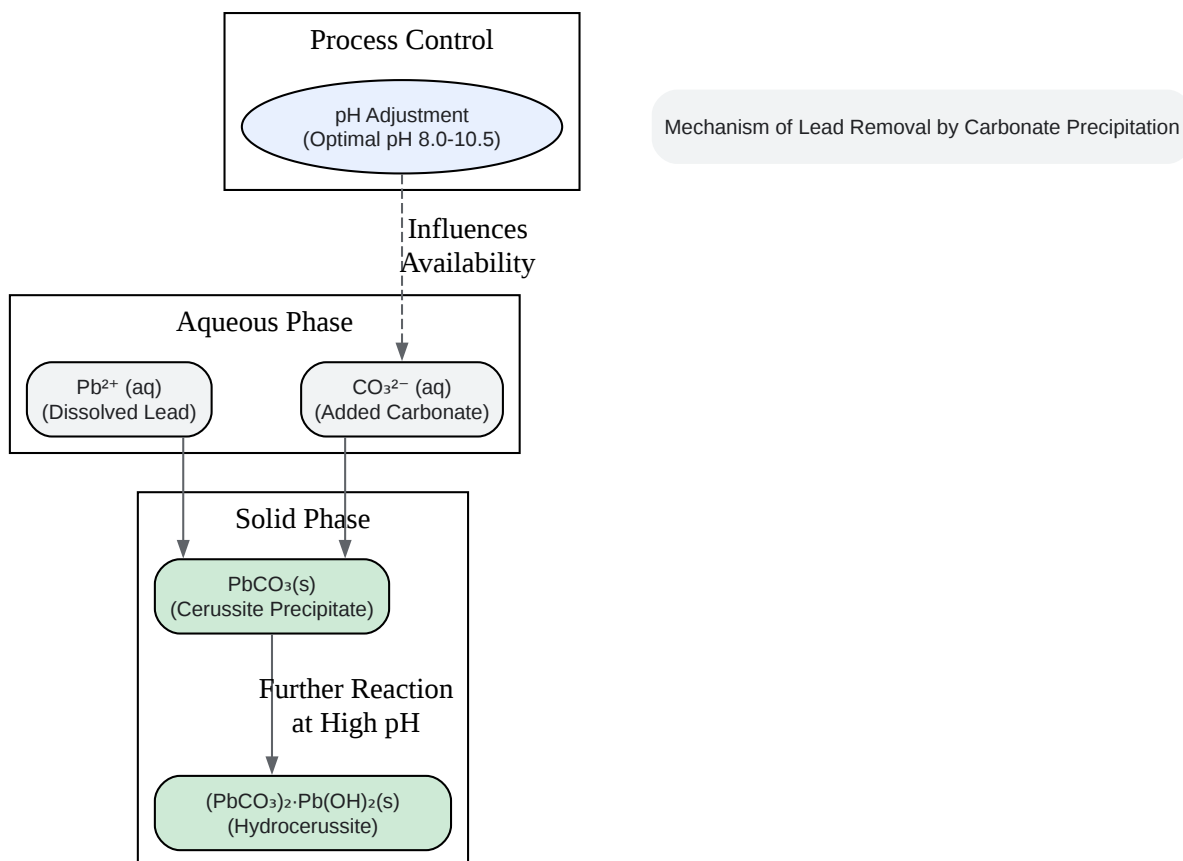 Process Control
pH Adjustment
(Optimal pH 8.0-10.5)
Mechanism of Lead Removal by Carbonate Precipitation
Influences
Availability
Aqueous Phase
Pb²⁺ (aq)
(Dissolved Lead)
CO₃²⁻ (aq)
(Added Carbonate)
Solid Phase
PbCO₃(s)
(Cerussite Precipitate)
Further Reaction
at High pH
(PbCO₃)₂·Pb(OH)₂(s)
(Hydrocerussite)